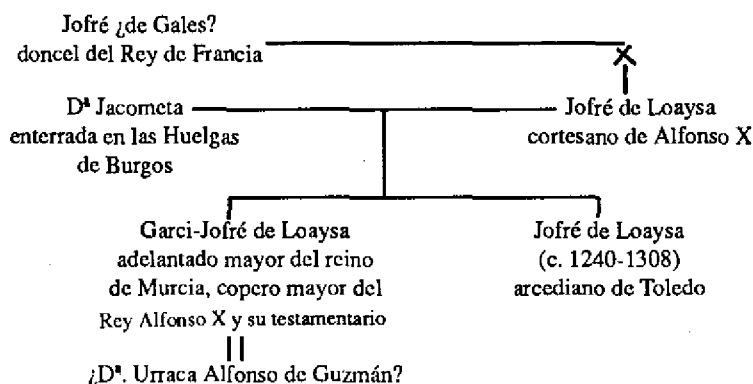 Jofré ¿de Gales?
doncel del Rey de Francia
X
Dª Jacometa
enterrada en las Huelgas
de Burgos
Jofré de Loaysa
cortesano de Alfonso X
Garci-Jofré de Loaysa
adelantado mayor del reino
de Murcia, copero mayor del
Rey Alfonso X y su testamentario
Jofré de Loaysa
(c. 1240-1308)
arcediano de Toledo
¿Dª. Urraca Alfonso de Guzmán?